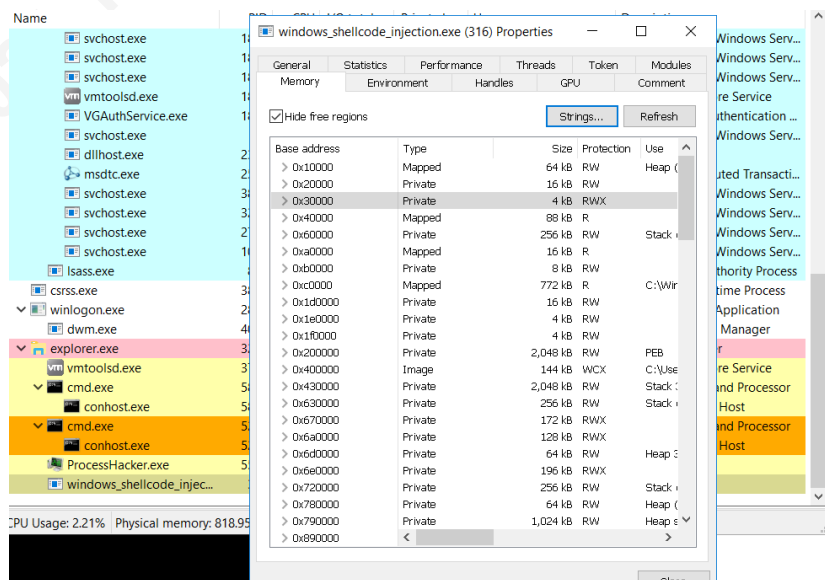 Name
PID CPU
svchost.exe
svchost.exe
svchost.exe
vmtoolsd.exe
VGAuthService.exe
svchost.exe
dllhost.exe
msdtc.exe
svchost.exe
svchost.exe
svchost.exe
svchost.exe
lsass.exe
csrss.exe
winlogon.exe
dwm.exe
explorer.exe
vmtoolsd.exe
cmd.exe
conhost.exe
cmd.exe
conhost.exe
ProcessHacker.exe
windows_shellcode_injec...
CPU Usage: 2.21% Physical memory: 818.95
windows_shellcode_injection.exe (316) Properties
General Statistics Performance Threads Token Modules
Memory Environment Handles GPU Comment
Hide free regions Strings... Refresh
Base address Type Size Protection Use
0x10000 Mapped 64 kB RW Heap (
0x20000 Private 16 kB RW
0x30000 Private 4 kB RWX
0x40000 Mapped 88 kB R
0x60000 Private 256 kB RW Stack
0xa0000 Mapped 16 kB R
0xb0000 Private 8 kB RW
0xc0000 Mapped 772 kB R C:\Wir
0x1d0000 Private 16 kB RW
0x1e0000 Private 4 kB RW
0x1f0000 Private 4 kB RW
0x200000 Private 2,048 kB RW PEB
0x400000 Image 144 kB WCX C:\Use
0x430000 Private 2,048 kB RW Stack
0x630000 Private 256 kB RW Stack
0x670000 Private 172 kB RWX
0x6a0000 Private 128 kB RWX
0x6d0000 Private 64 kB RW Heap
0x6e0000 Private 196 kB RWX
0x720000 Private 256 kB RW Stack
0x780000 Private 64 kB RW Heap (
0x790000 Private 1,024 kB RW Heap s
0x890000
Windows Serv...
Windows Serv...
Windows Serv...
re Service
uthentication ...
Windows Serv...
uted Transacti...
Windows Serv...
Windows Serv...
Windows Serv...
Windows Serv...
thority Process
time Process
Application
Manager
re Service
and Processor
Host
and Processor
Host